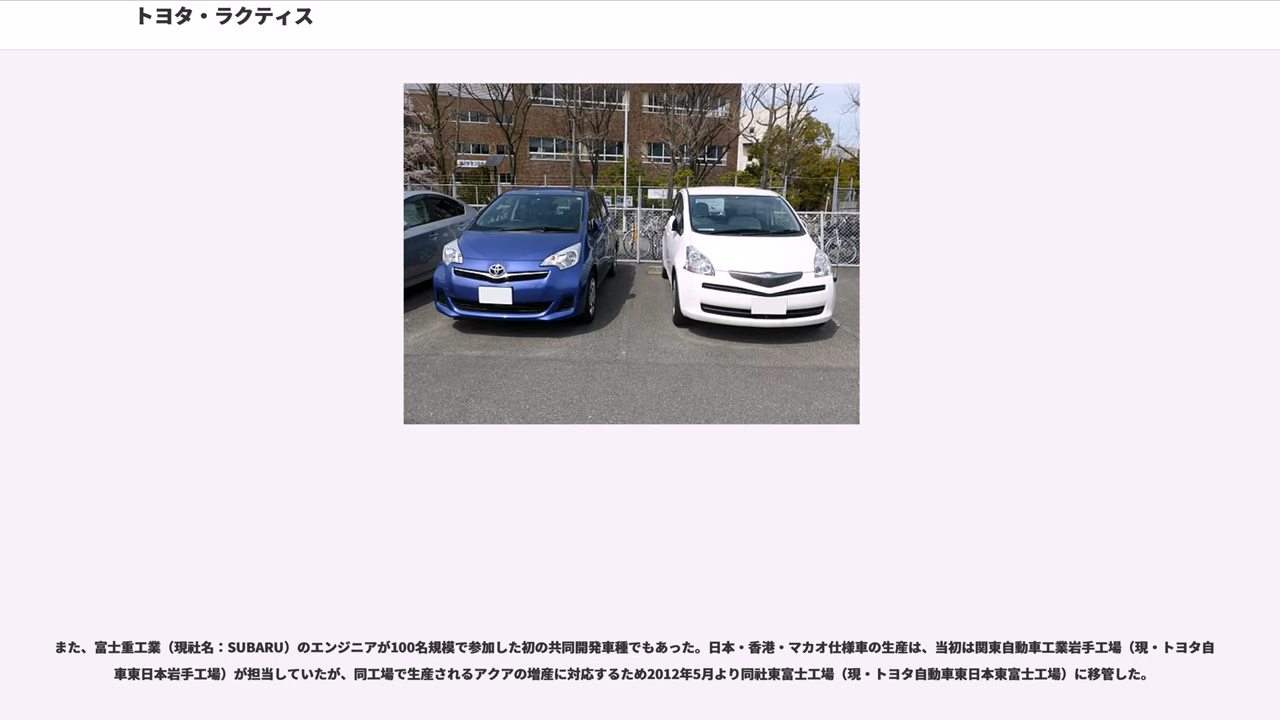 トヨタ・ラクティス
また、富士重工業（現社名：SUBARU）のエンジニアが100名規模で参加した初の共同開発車種でもあった。日本・香港・マカオ仕様車の生産は、当初は関東自動車工業岩手工場（現・トヨタ自
車東日本岩手工場）が担当していたが、同工場で生産されるアクアの増産に対応するため2012年5月より同社東富士工場（現・トヨタ自動車東日本東富士工場）に移管した。